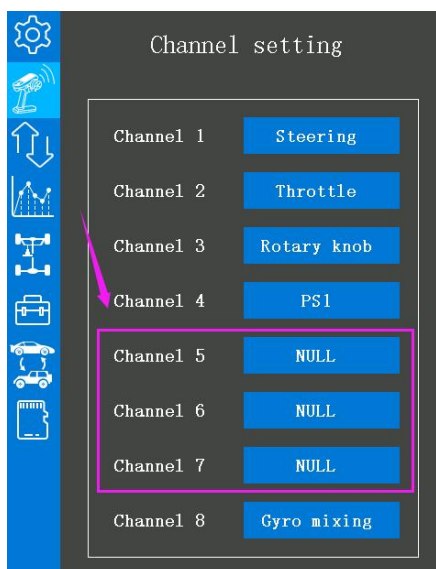 Channel setting
Channel 1 Steering
Channel 2 Throttle
Channel 3 Rotary knob
Channel 4 PS1
Channel 5 NULL
Channel 6 NULL
Channel 7 NULL
Channel 8 Gyro mixing